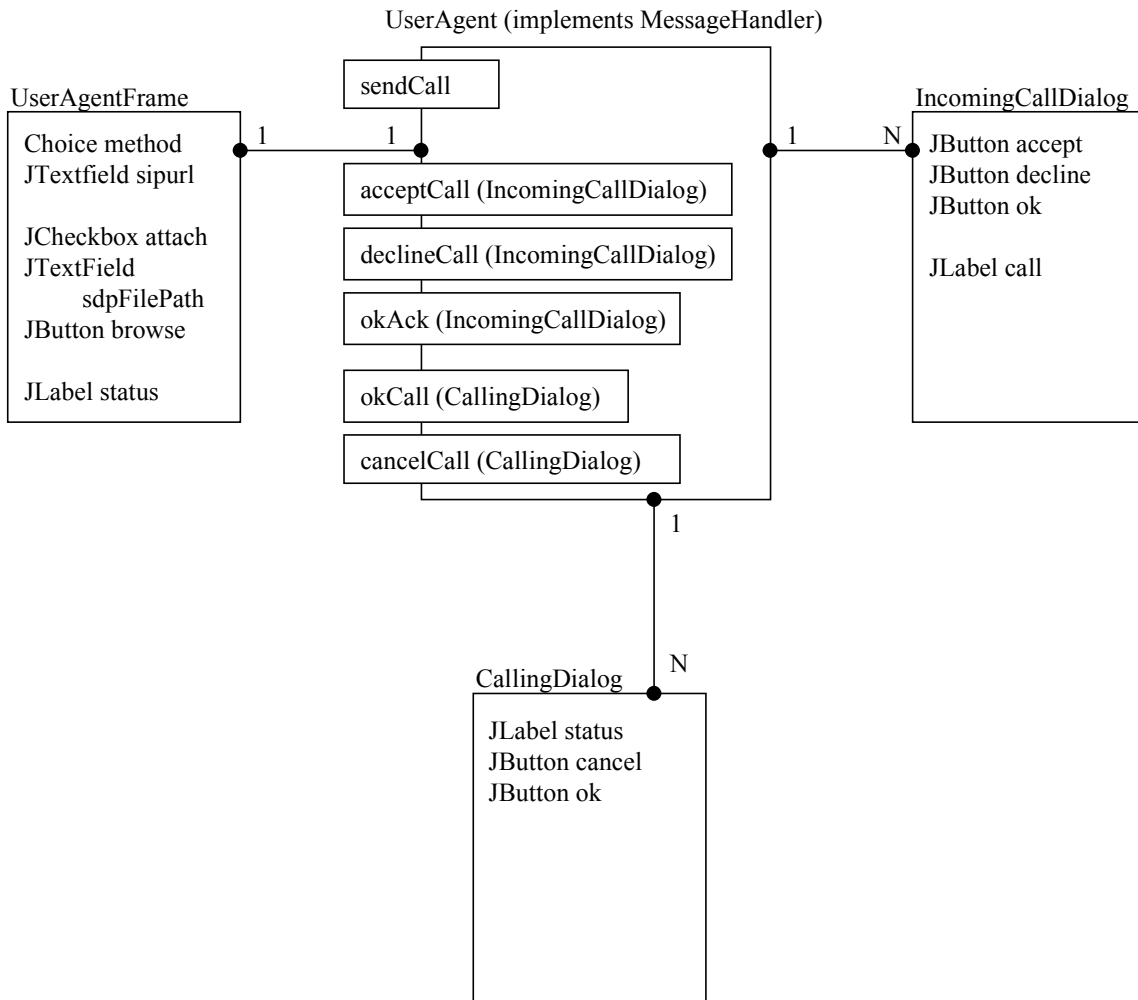 UserAgent (implements MessageHandler)
sendCall
UserAgentFrame
IncomingCallDialog
Choice method
JTextfield sipurl
JCheckbox attach
JTextField
sdpFilePath
JButton browse
JLabel status
1
1
1
N
acceptCall (IncomingCallDialog)
declineCall (IncomingCallDialog)
okAck (IncomingCallDialog)
okCall (CallingDialog)
cancelCall (CallingDialog)
JButton accept
JButton decline
JButton ok
JLabel call
1
N
CallingDialog
JLabel status
JButton cancel
JButton ok